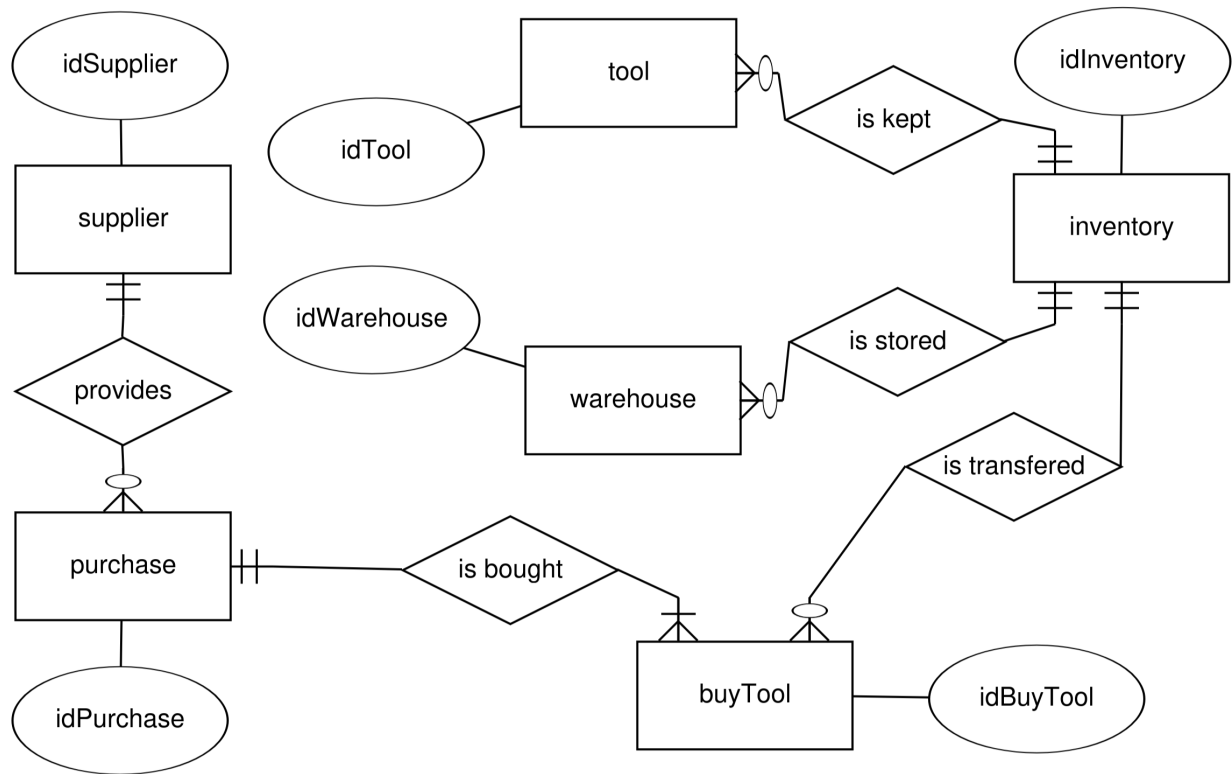 idSupplier
tool
idInventory
is kept
idTool
supplier
inventory
idWarehouse
is stored
provides
warehouse
is transfered
purchase
is bought
buyTool
idBuyTool
idPurchase